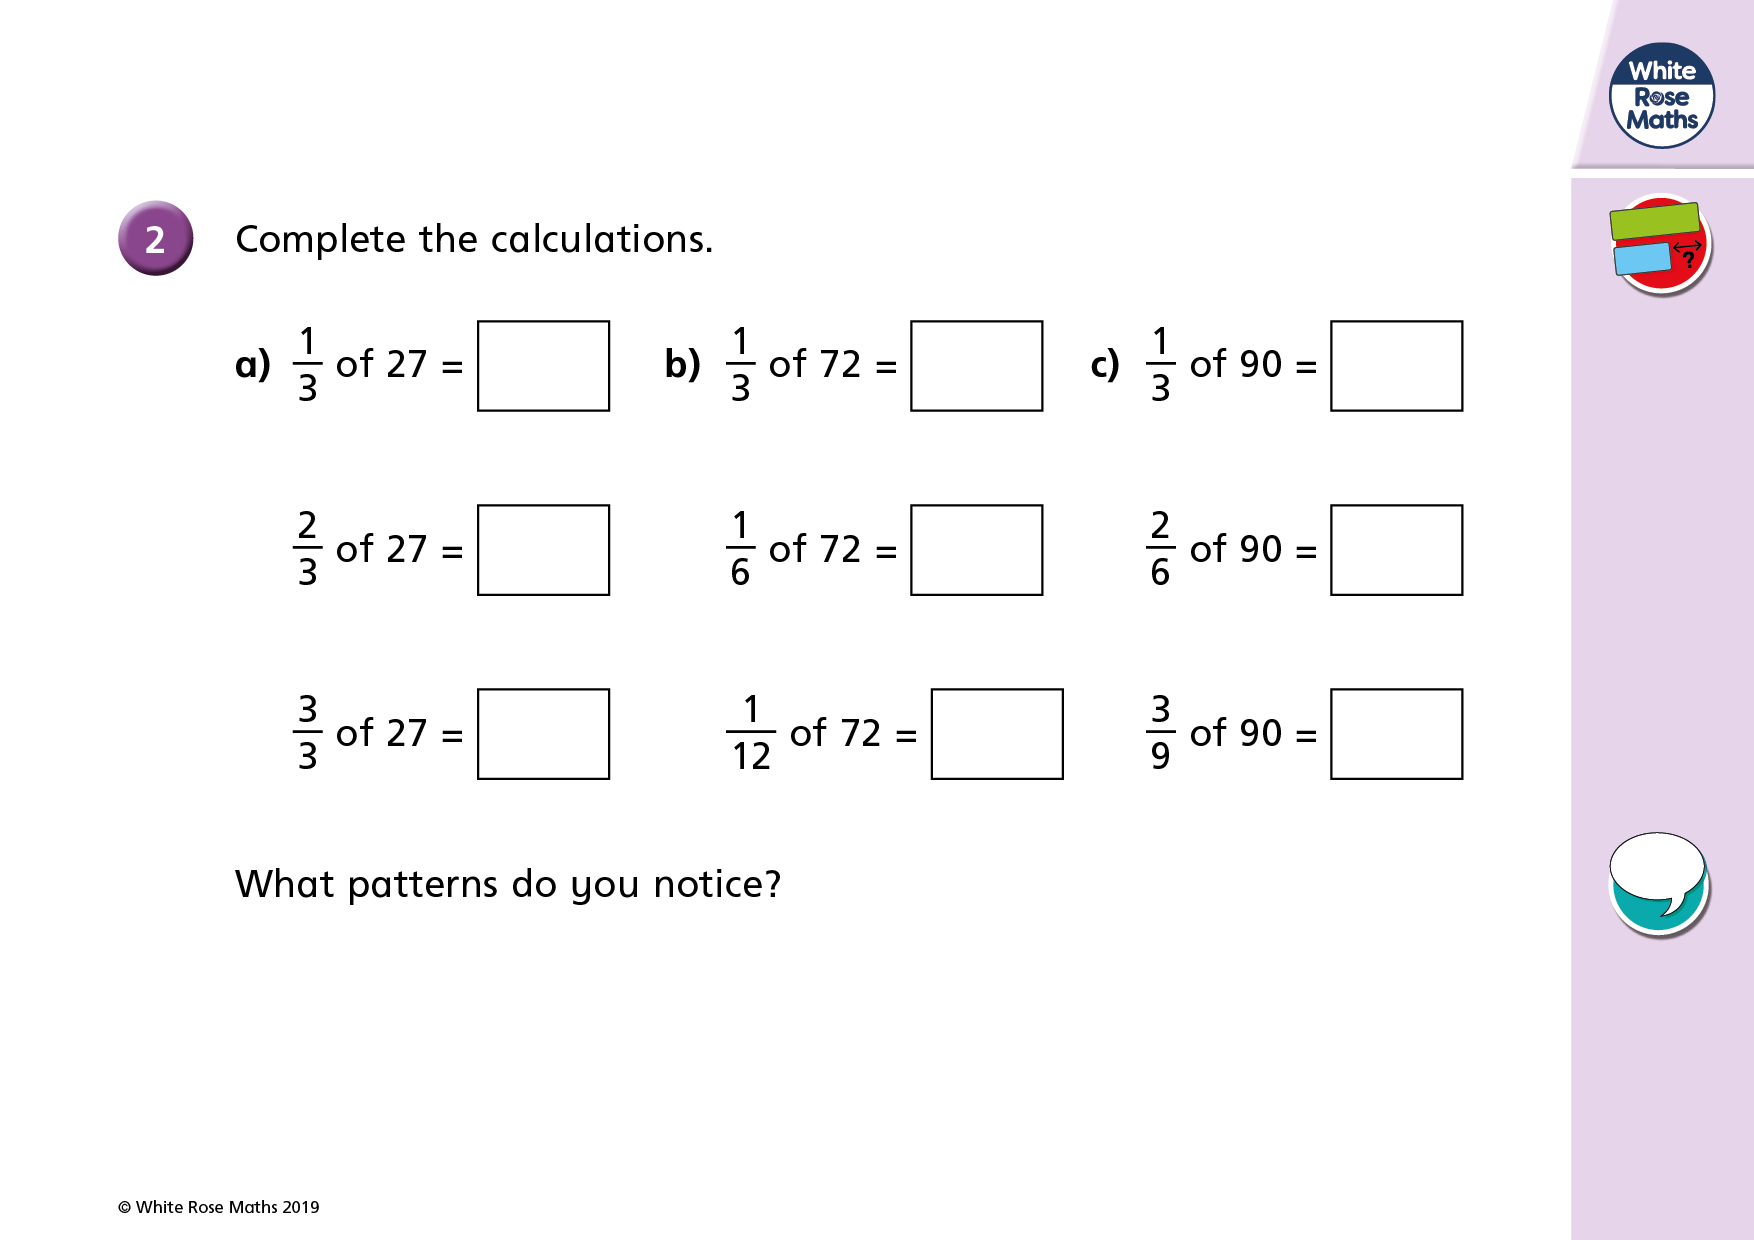 White
Rose
Maths
2 Complete the calculations.
a) 1/3 of 27 = b) 1/3 of 72 = c) 1/3 of 90 =
2/3 of 27 = 1/6 of 72 = 2/6 of 90 =
3/3 of 27 = 1/12 of 72 = 3/9 of 90 =
?
What patterns do you notice?
© White Rose Maths 2019